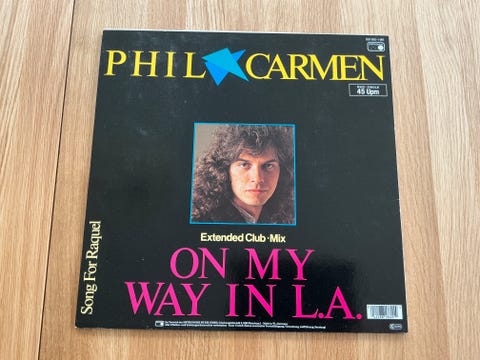 PHIL CARMEN
MAXI-SINGLE
45 Upm
Extended Club-Mix
ON MY
WAY IN L.A.
Song For Raquel